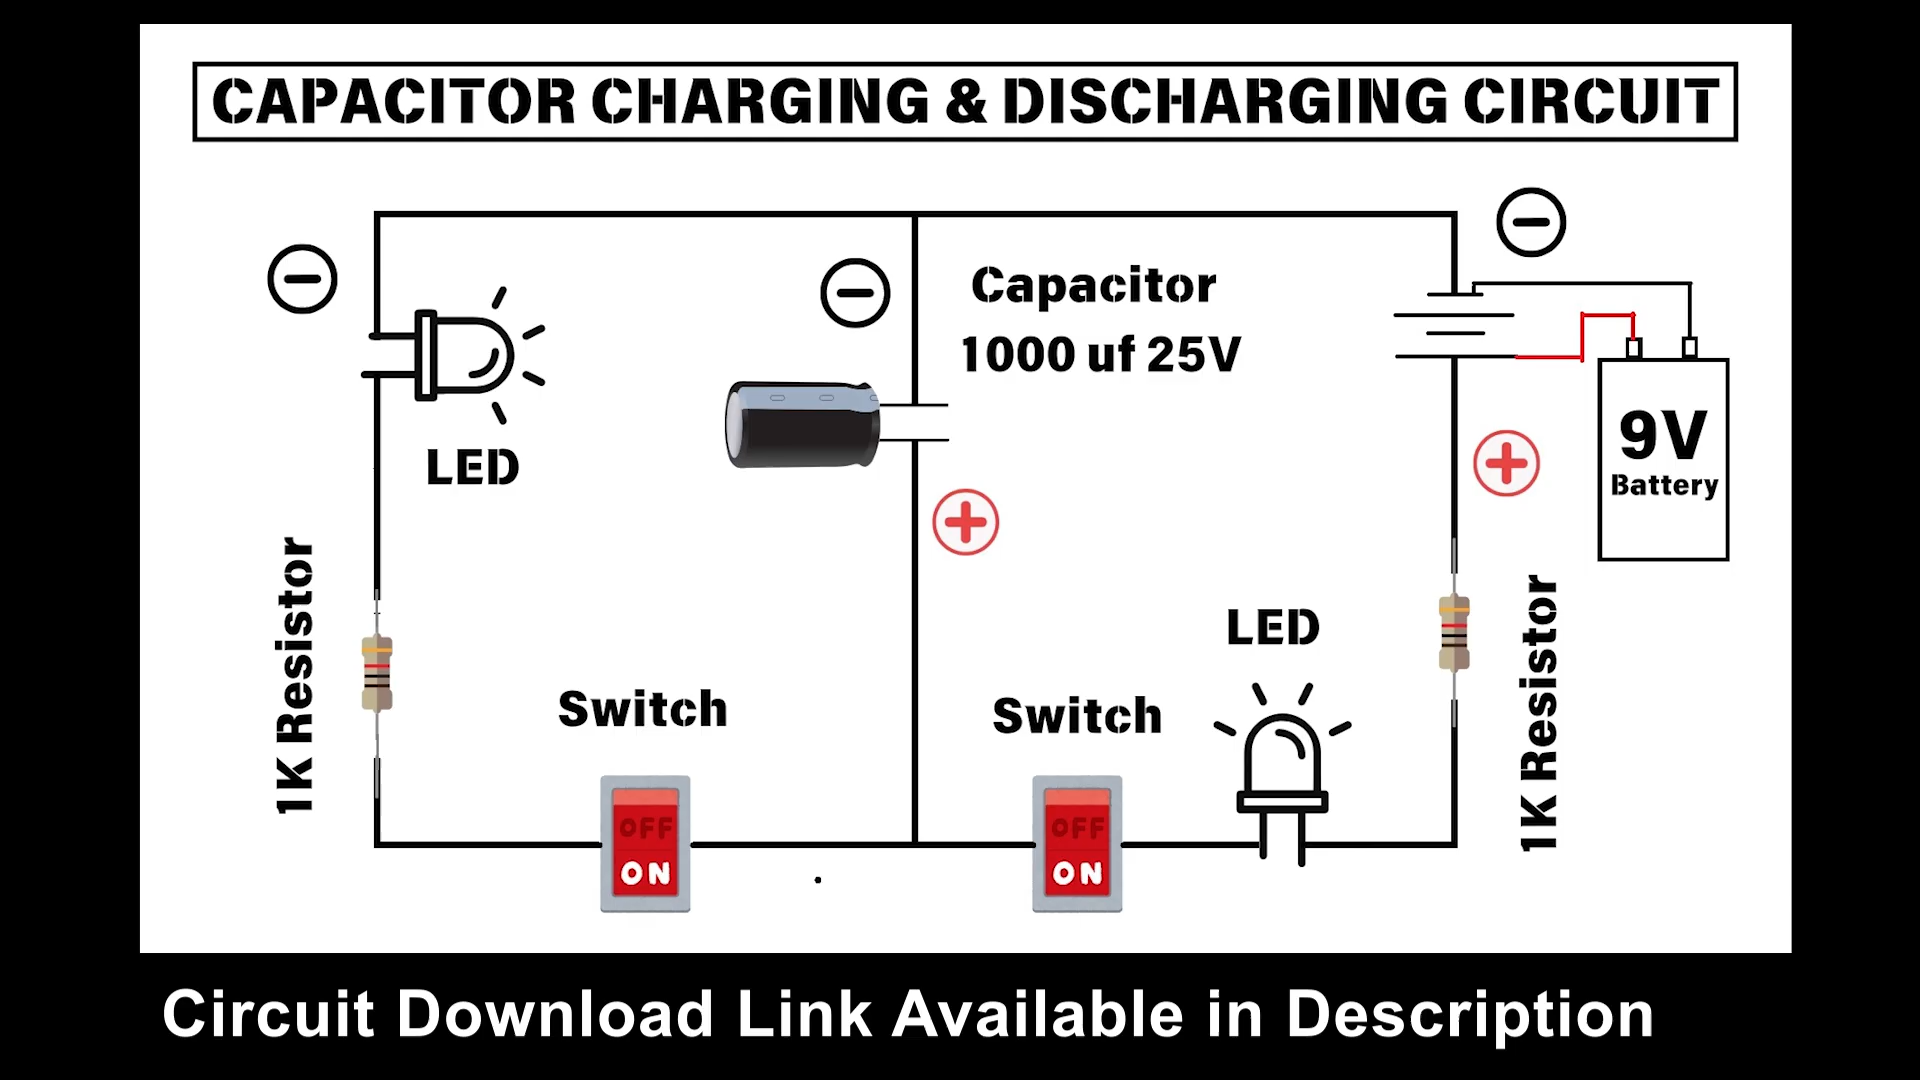 CAPACITOR CHARGING & DISCHARGING CIRCUIT
Capacitor
1000 uf 25V
LED
9V
Battery
1K Resistor
LED
1K Resistor
Switch
Switch
OFF
ON
OFF
ON
Circuit Download Link Available in Description